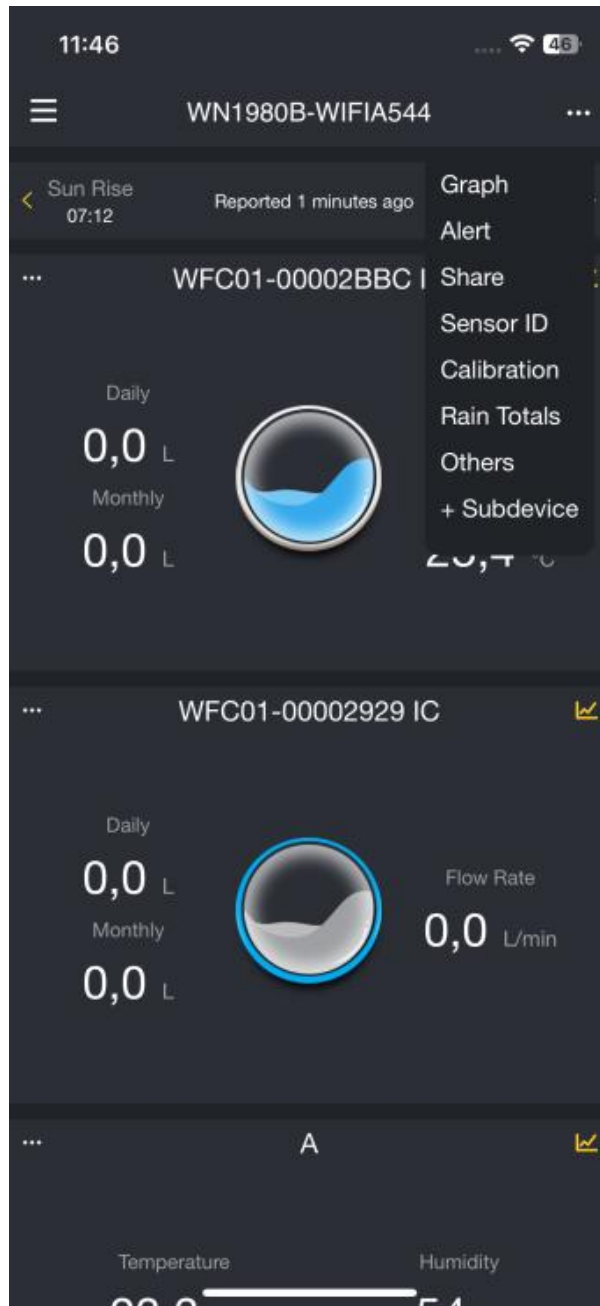 11:46
46
WN1980B-WIFIA544
Sun Rise
07:12
Reported 1 minutes ago
Graph
Alert
Share
Sensor ID
Calibration
Rain Totals
Others
+ Subdevice
WFC01-00002BBC
Daily
0,0 L
Monthly
0,0 L
°C
WFC01-00002929 IC
Daily
0,0 L
Monthly
0,0 L
Flow Rate
0,0 L/min
A
Temperature
Humidity